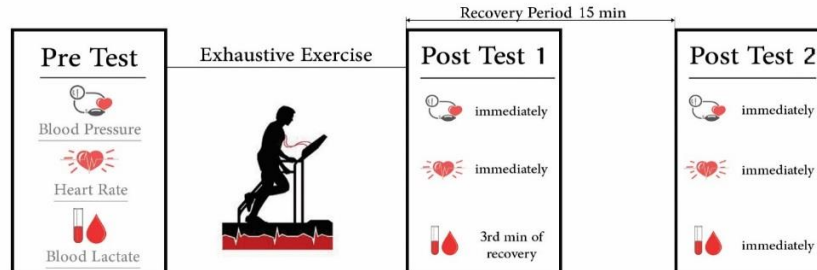 Recovery Period 15 min
Pre Test
Exhaustive Exercise
Post Test 1
Post Test 2
Blood Pressure
immediately
immediately
Heart Rate
immediately
immediately
Blood Lactate
3rd min of
recovery
immediately